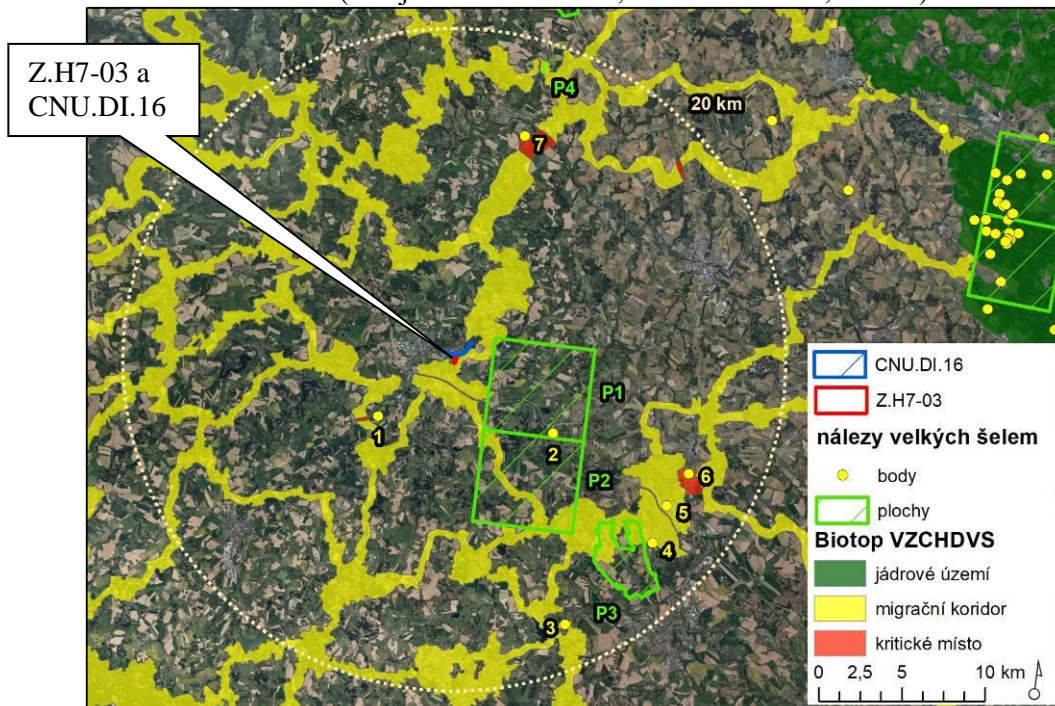 Z.H7-03 a
CNU.DI.16
P4
20 km
7
P1
1
2
P2
6
5
4
P3
3
CNU.DI.16
Z.H7-03
nálezy velkých šelem
body
plochy
Biotop VZCHDVS
jádrové území
migrační koridor
kritické místo
0 2,5 5 10 km